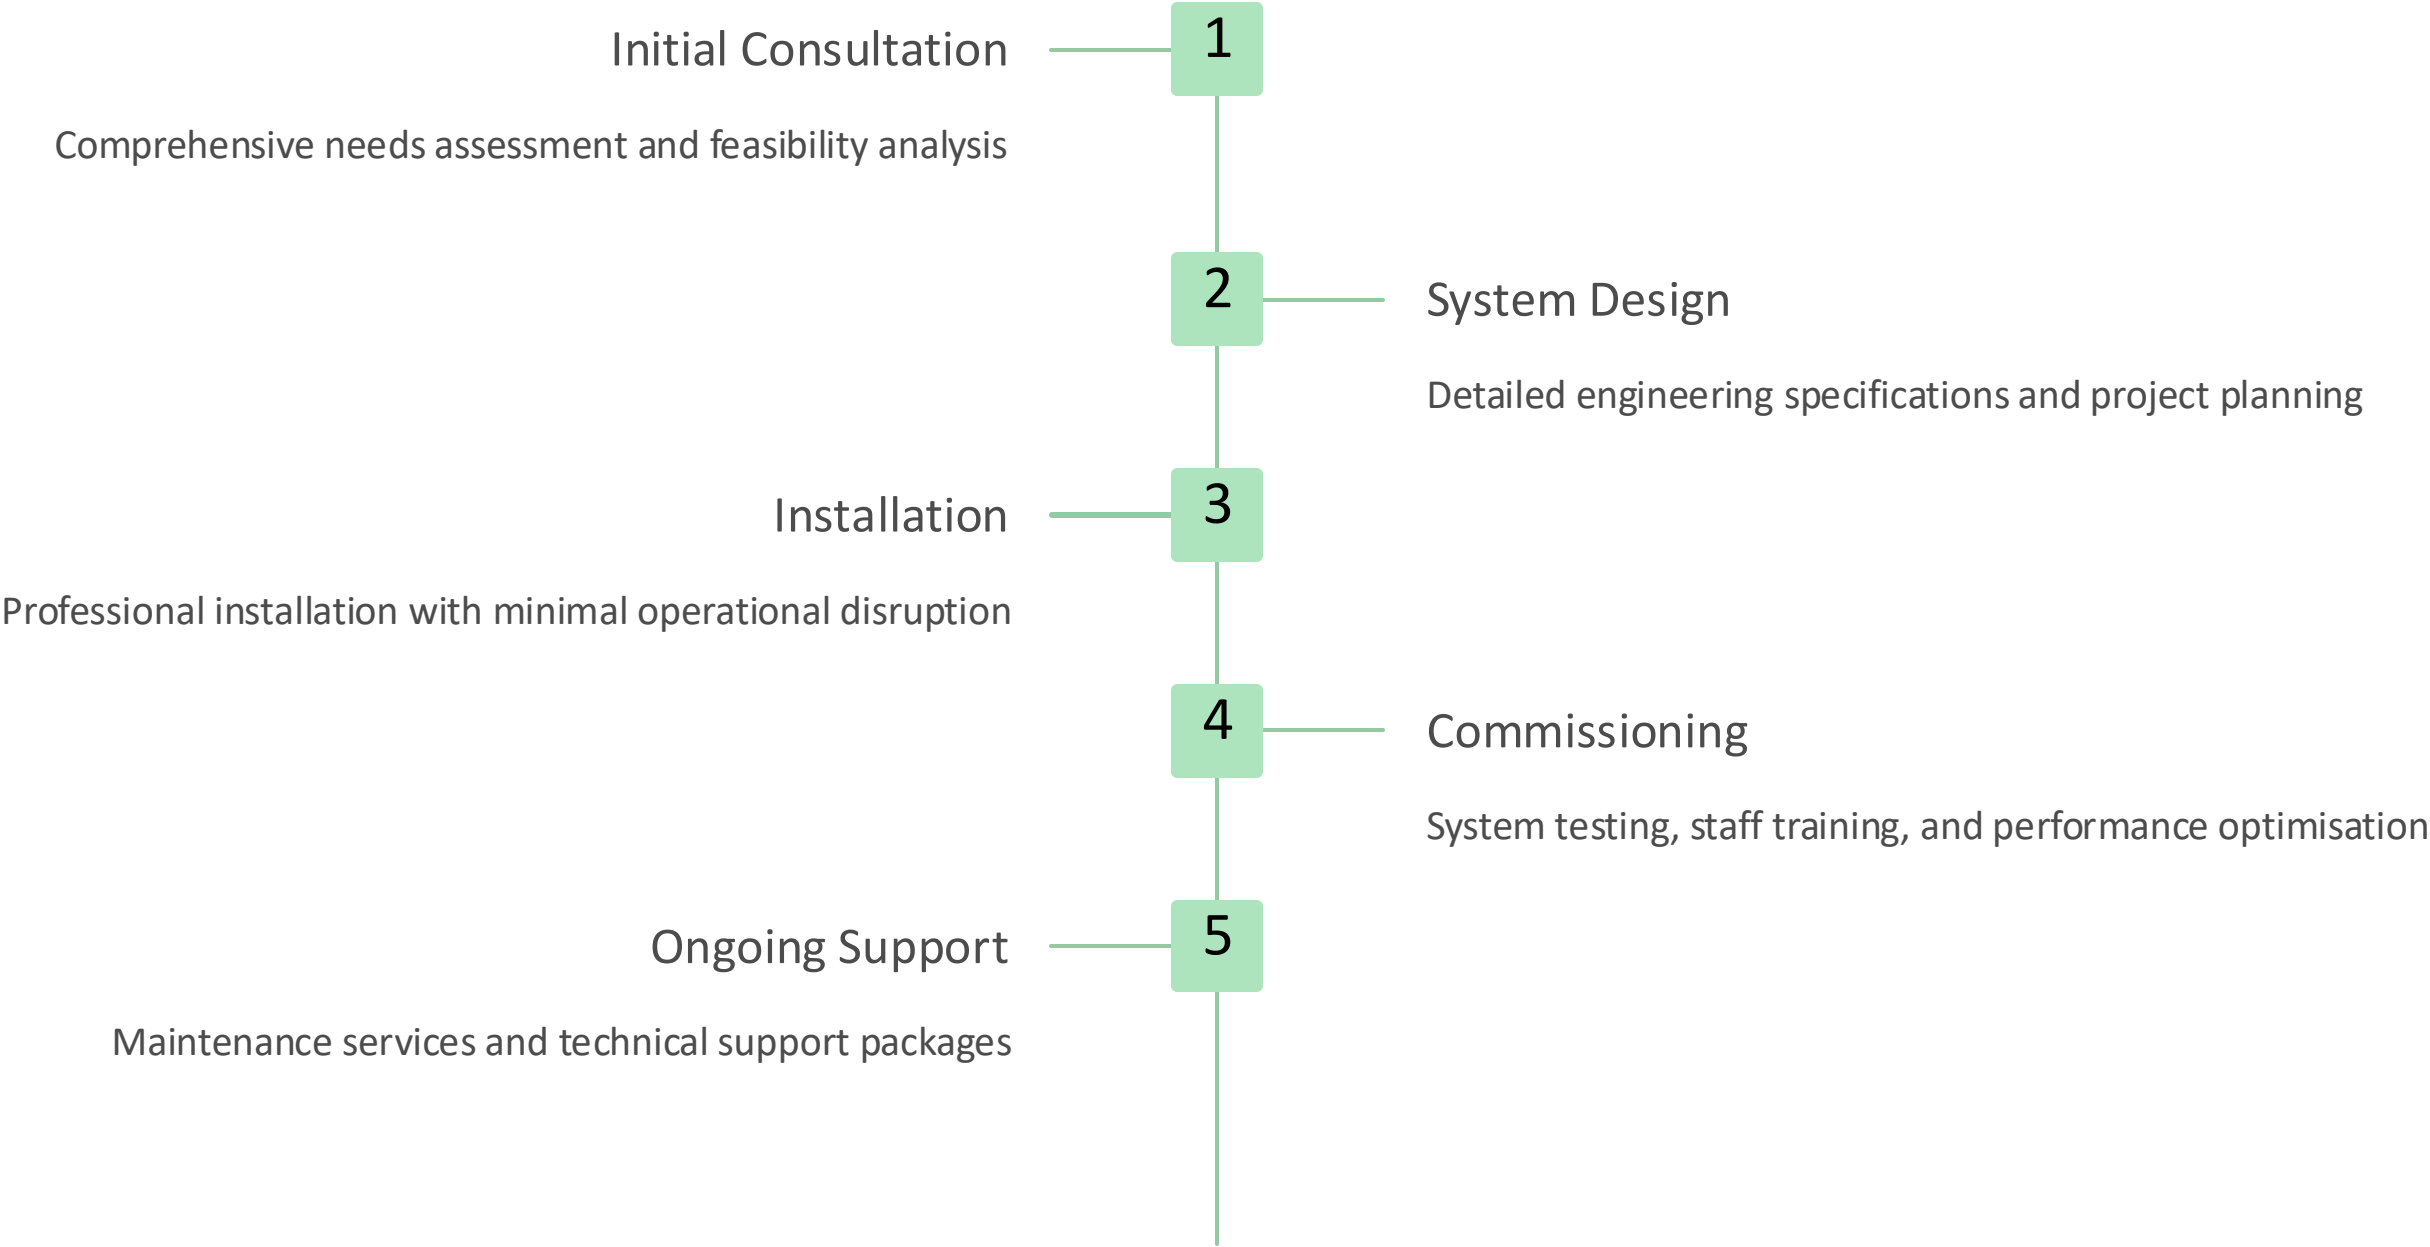 1
Initial Consultation
Comprehensive needs assessment and feasibility analysis
2
System Design
Detailed engineering specifications and project planning
3
Installation
Professional installation with minimal operational disruption
4
Commissioning
System testing, staff training, and performance optimisation
5
Ongoing Support
Maintenance services and technical support packages